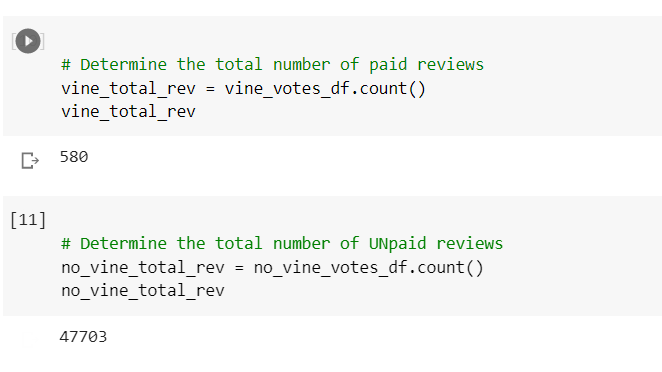 # Determine the total number of paid reviews
vine_total_rev = vine_votes_df.count()
vine_total_rev
580
[11]
# Determine the total number of UNpaid reviews
no_vine_total_rev = no_vine_votes_df.count()
no_vine_total_rev
47703